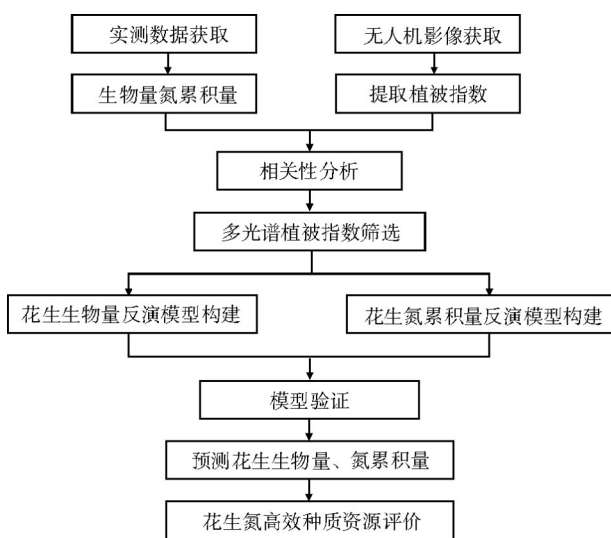 实测数据获取
无人机影像获取
生物量氮累积量
提取植被指数
相关性分析
多光谱植被指数筛选
花生生物量反演模型构建
花生氮累积量反演模型构建
模型验证
预测花生生物量、氮累积量
花生氮高效种质资源评价